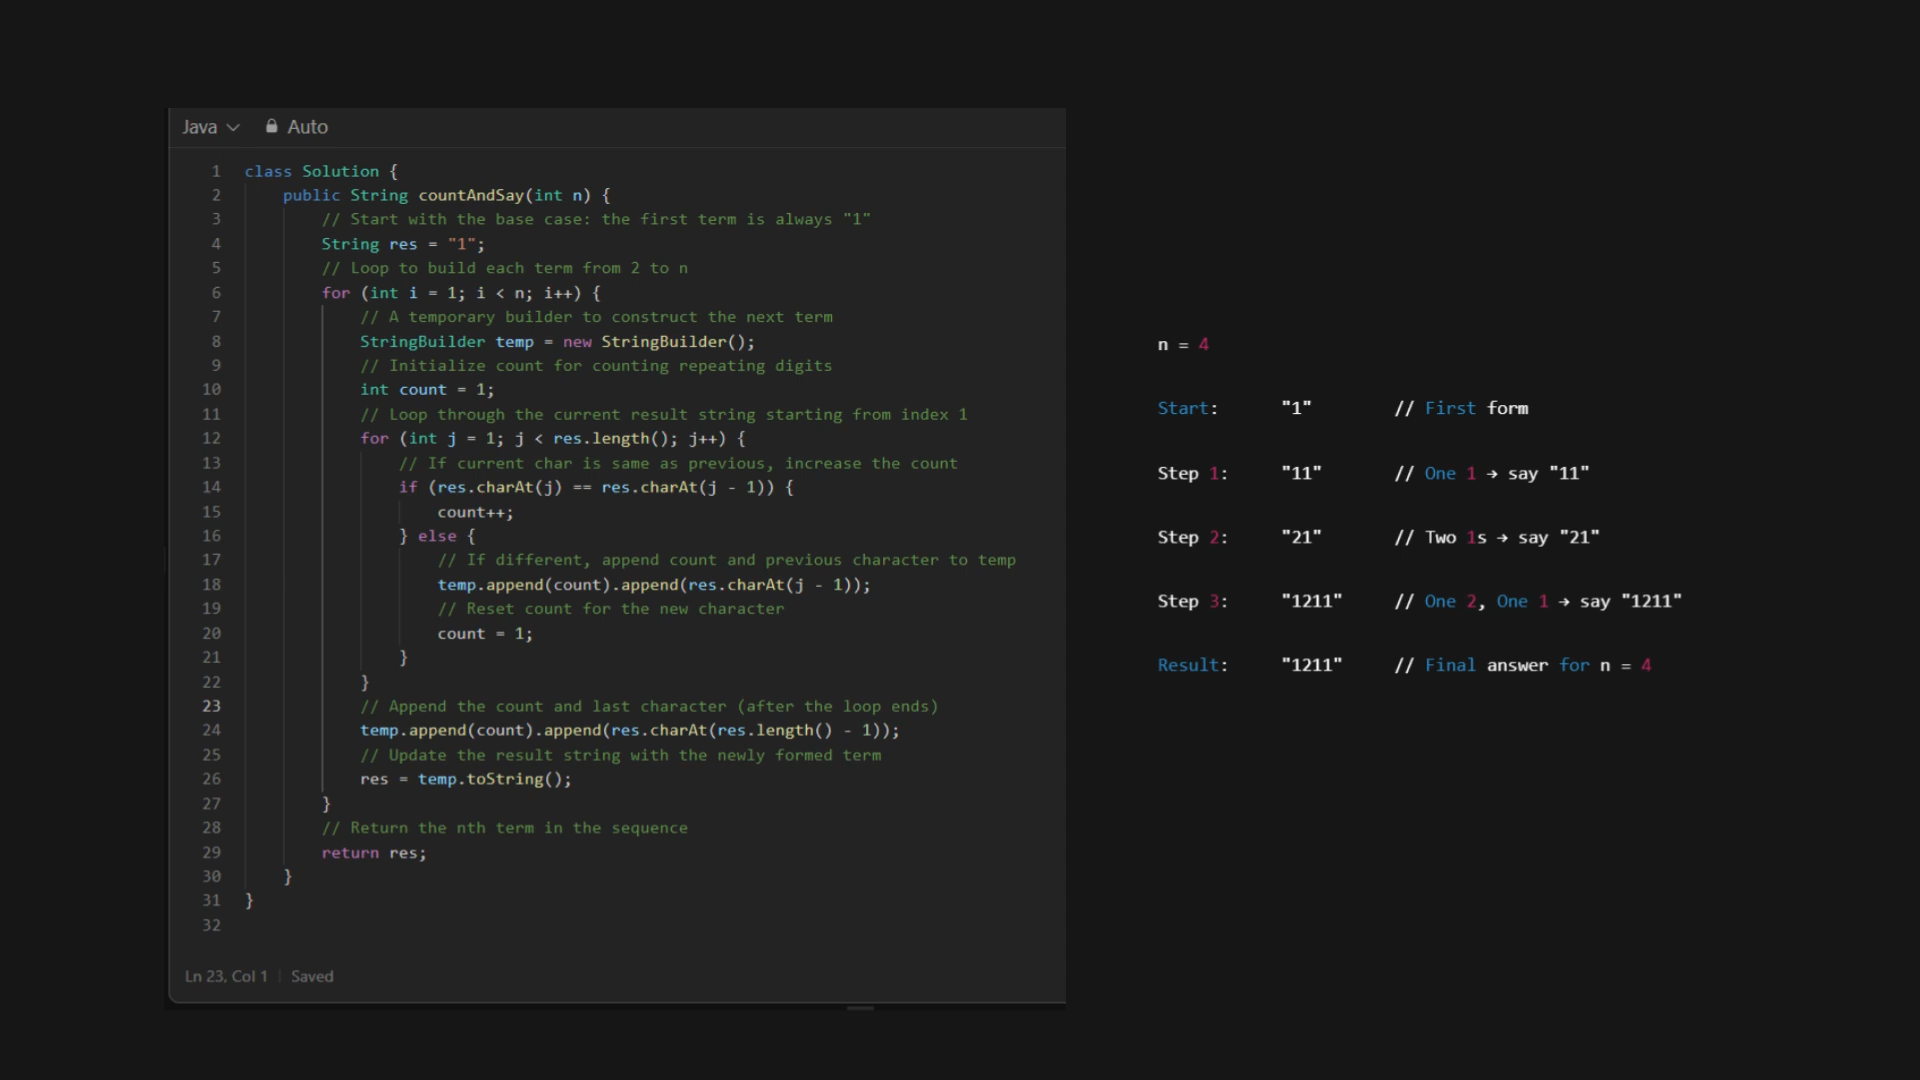 Java Auto
1 class Solution {
2 public String countAndSay(int n) {
3 // Start with the base case: the first term is always "1"
4 String res = "1";
5 // Loop to build each term from 2 to n
6 for (int i = 1; i < n; i++) {
7 // A temporary builder to construct the next term
8 StringBuilder temp = new StringBuilder();
9 // Initialize count for counting repeating digits
10 int count = 1;
11 // Loop through the current result string starting from index 1
12 for (int j = 1; j < res.length(); j++) {
13 // If current char is same as previous, increase the count
14 if (res.charAt(j) == res.charAt(j - 1)) {
15 count++;
16 } else {
17 // If different, append count and previous character to temp
18 temp.append(count).append(res.charAt(j - 1));
19 // Reset count for the new character
20 count = 1;
21 }
22 }
23 // Append the count and last character (after the loop ends)
24 temp.append(count).append(res.charAt(res.length() - 1));
25 // Update the result string with the newly formed term
26 res = temp.toString();
27 }
28 // Return the nth term in the sequence
29 return res;
30 }
31 }
32
Ln 23, Col 1 Saved
n = 4
Start: "1" // First form
Step 1: "11" // One 1 → say "11"
Step 2: "21" // Two 1s → say "21"
Step 3: "1211" // One 2, One 1 → say "1211"
Result: "1211" // Final answer for n = 4